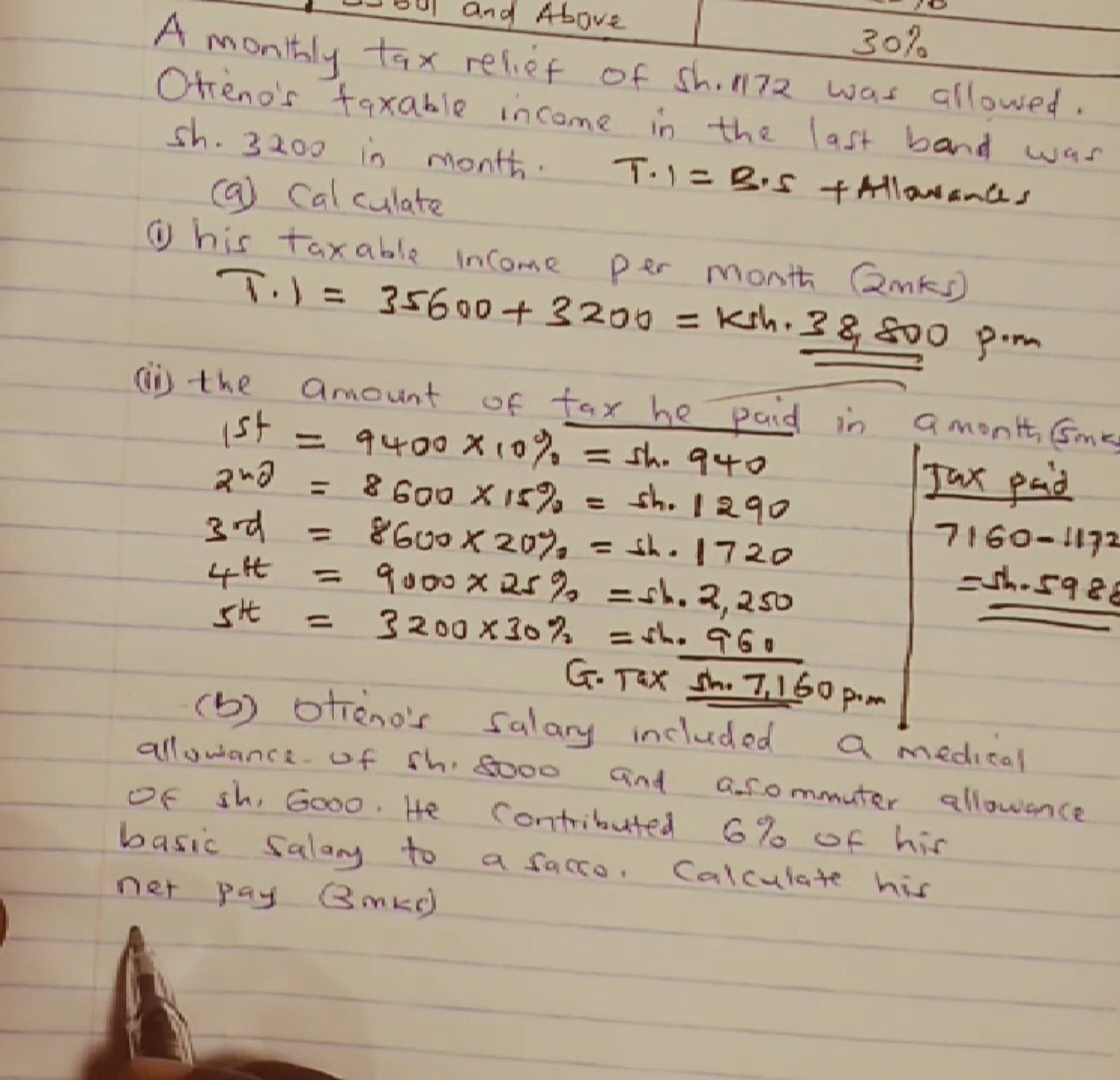 and Above
30%
A monthly tax relief of sh.1172 was allowed.
Otieno's taxable income in the last band was
sh. 3200 in month. T.I = B.S + Allowances
(a) Calculate
(i) his taxable income per month (2mks)
T.I = 35600 + 3200 = Ksh. 38,800 p.m
(ii) the amount of tax he paid in a month (5mks
1st = 9400 x 10% = sh. 940
2nd = 8600 x 15% = sh. 1290
3rd = 8600 x 20% = sh. 1720
4th = 9000 x 25% = sh. 2,250
5th = 3200 x 30% = sh. 960
G. Tax sh. 7,160 p.m
Tax paid
7160 - 1172
= sh. 5988
(b) Otieno's salary included a medical
allowance of sh. 8000 and a commuter allowance
of sh. 6000. He contributed 6% of his
basic salary to a sacco. Calculate his
net pay (3mks)